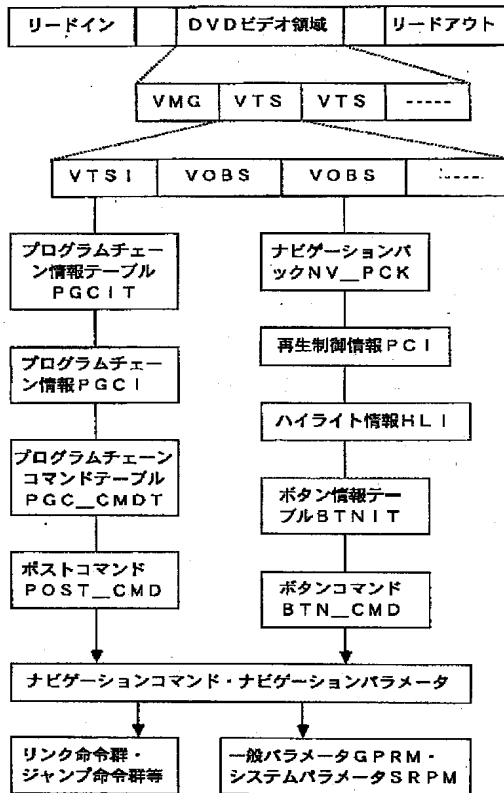 リードイン
DVDビデオ領域
リードアウト
VMG
VTS
VTS
-----
VTSI
VOBS
VOBS
-----
プログラムチェー
ン情報テーブル
PGCIT
プログラムチェー
ン情報PGCI
プログラムチェーン
コマンドテーブル
PGC__CMDT
ポストコマンド
POST__CMD
ナビゲーションパ
ックNV__PCK
再生制御情報PCI
ハイライト情報HLI
ボタン情報テー
ブルBTNIT
ボタンコマンド
BTN__CMD
ナビゲーションコマンド・ナビゲーションパラメータ
リンク命令群・
ジャンプ命令群等
一般パラメータGPRM・
システムパラメータSRPM